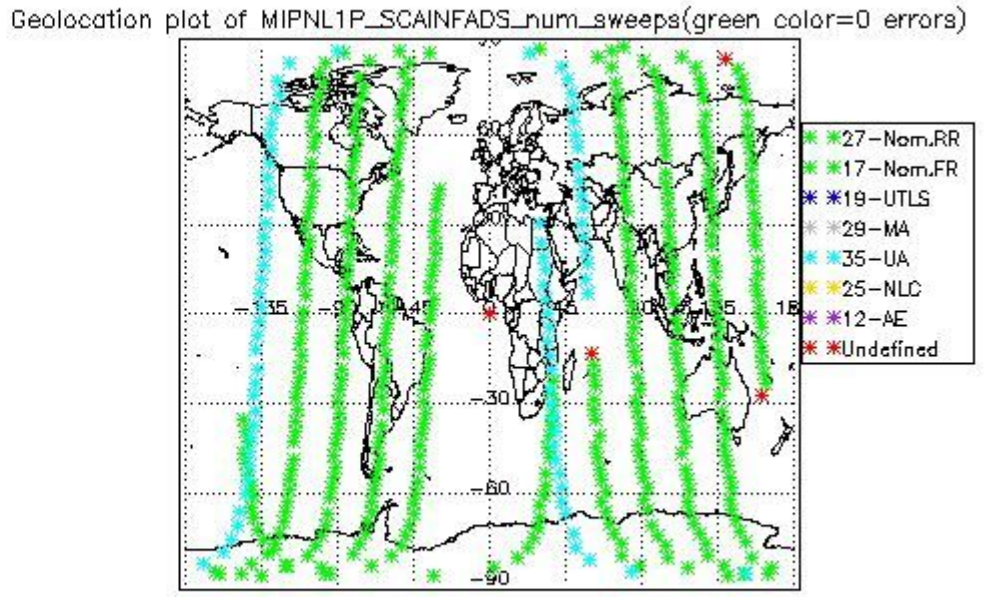 Geolocation plot of MIPNL1P_SCAINFADS_num_sweeps(green color=0 errors)
27-Nom.RR
17-Nom.FR
19-UTLS
29-MA
35-UA
25-NLC
12-AE
Undefined
60
-135
-30
-60
-90